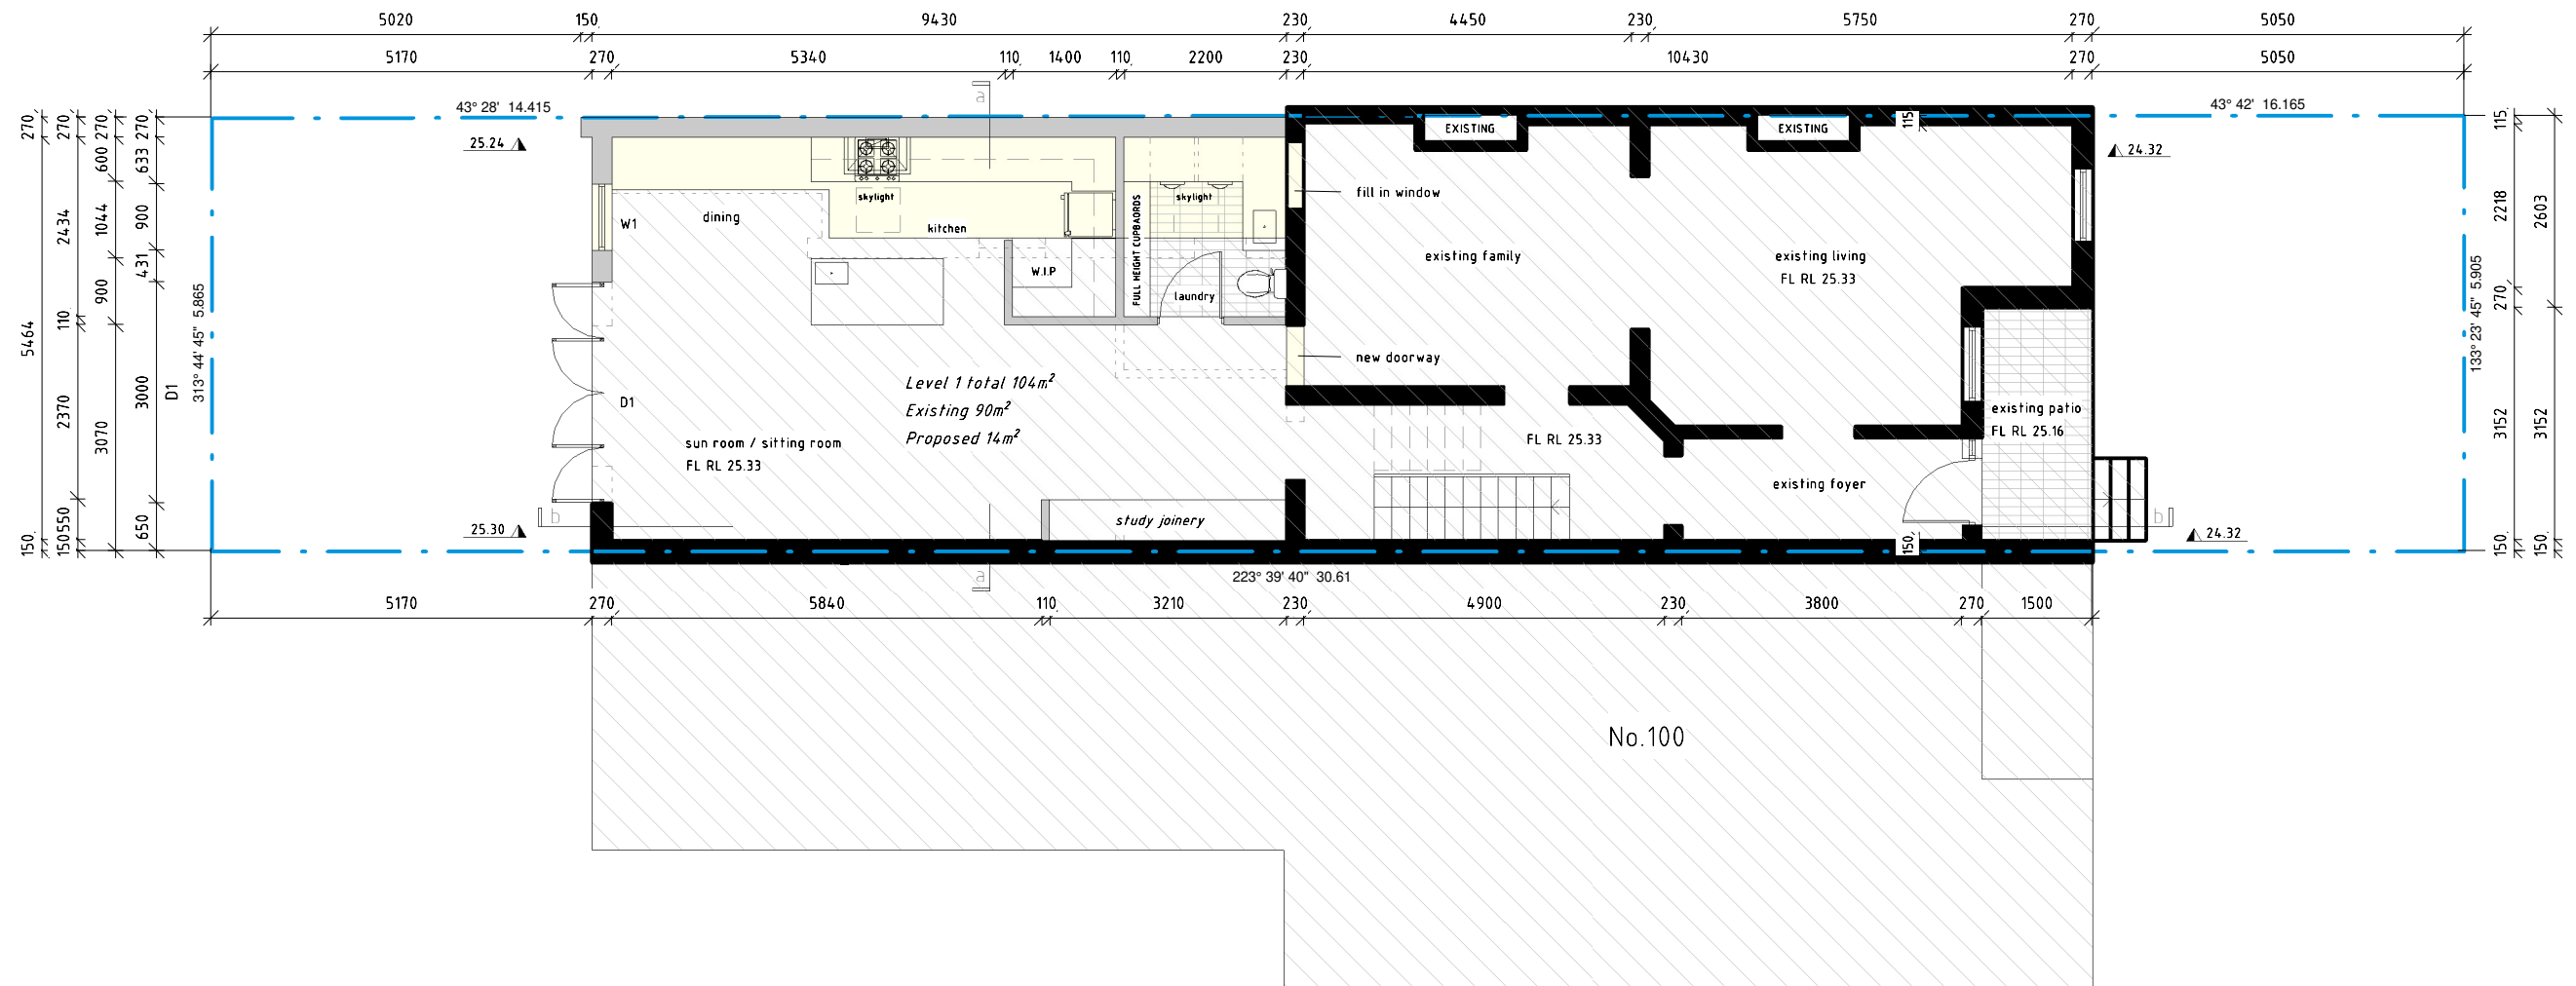 5020 150 9430 230 4450 230 5750 270 5050
5170 270 5340 110 1400 110 2200 230 10430 270 5050
43° 28' 14.415
43° 42' 16.165
a
270 270 270 270
25.24
EXISTING
EXISTING
115
115
24.32
600
633
skylight
skylight
fill in window
2434
1044
900
W1
dining
kitchen
FULL HEIGHT CUPBAORDS
2218
2603
431
existing family
existing living
FL RL 25.33
W.I.P
laundry
900
110
5464
313° 44' 45" 5.865
133° 23' 45" 5.905
270
new doorway
2370
3070
3000
D1
D1
Level 1 total 104m²
Existing 90m²
Proposed 14m²
existing patio
FL RL 25.16
3152
3152
sun room / sitting room
FL RL 25.33
FL RL 25.33
existing foyer
650
550
150
150
25.30
b
study joinery
150
b
24.32
150
150
a
223° 39' 40" 30.61
5170 270 5840 110 3210 230 4900 230 3800 270 1500
No.100